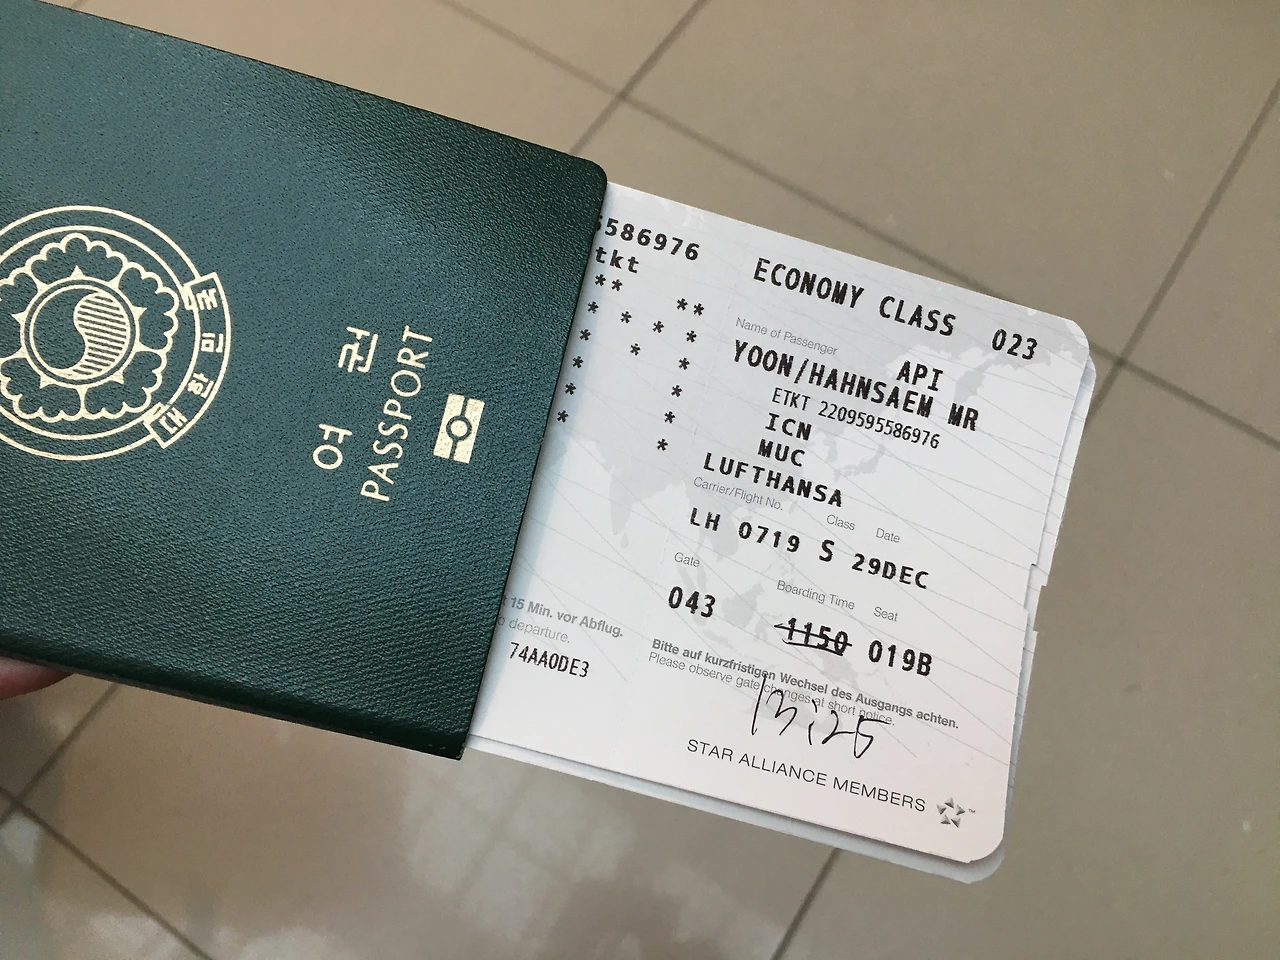 대한민국
여권
PASSPORT
5586976
tkt
** **
* * * *
* * *
* *
* *
* *
*
15 Min. vor Abflug.
departure.
74AA0DE3
ECONOMY CLASS 023
Name of Passenger
API
YOON/HAHNSAEM MR
ETKT 2209595586976
ICN
MUC
LUFTHANSA
Carrier/Flight No. Class Date
LH 0719 S 29DEC
Gate Boarding Time Seat
043 1150 019B
Bitte auf kurzfristigen Wechsel des Ausgangs achten.
Please observe gate changes at short notice.
13:25
STAR ALLIANCE MEMBERS ™